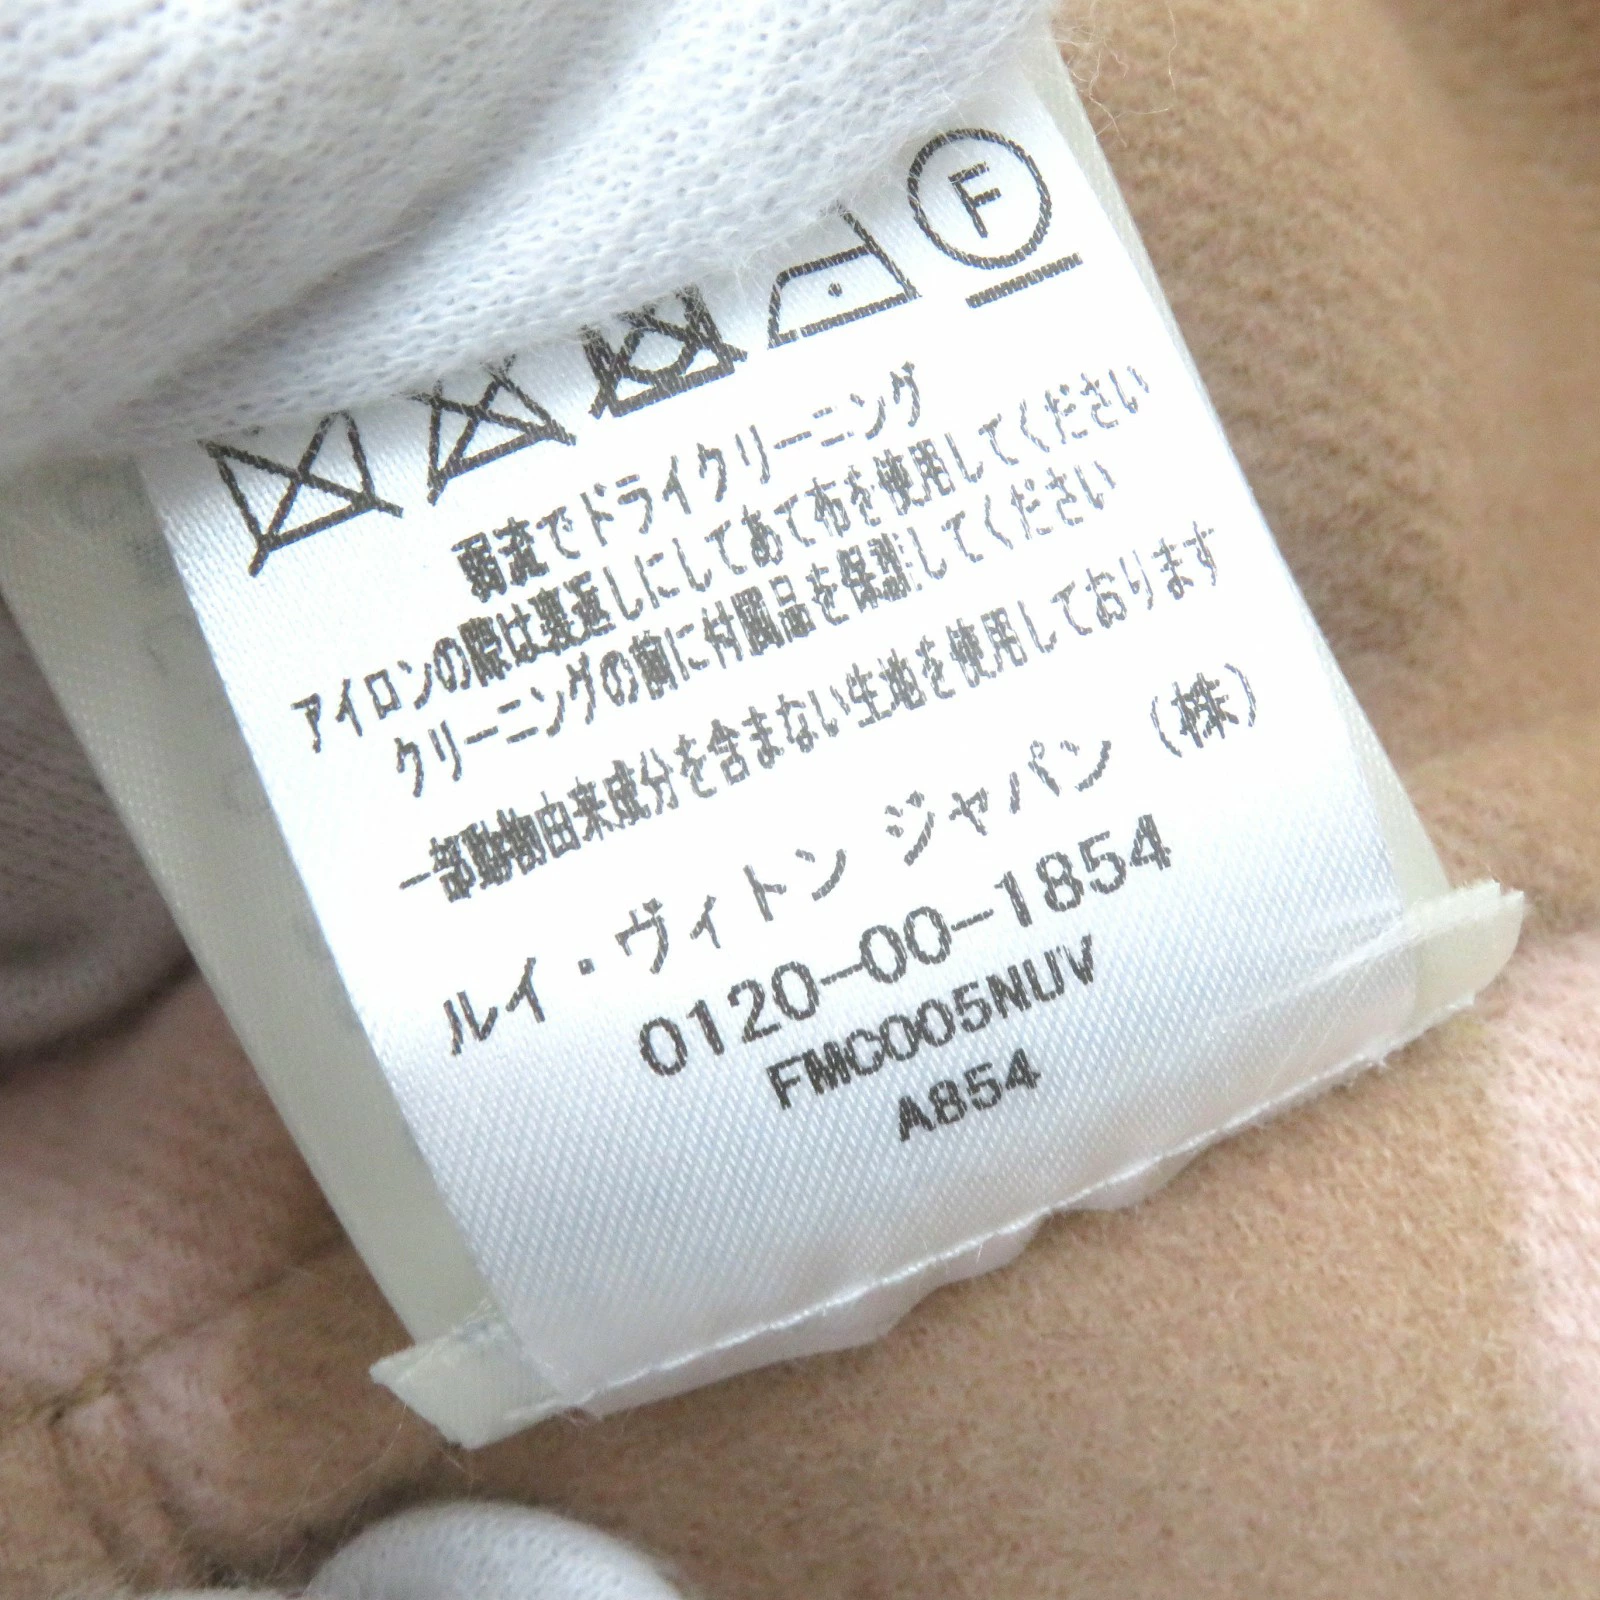 F
弱流でドライクリーニング
アイロンの際は裏返しにしてあて布を使用してください
クリーニングの前に付属品を保護してください
一部動物由来成分を含まない生地を使用しております
ルイ・ヴィトン ジャパン (株)
0120-00-1854
FMC005NUV
A854